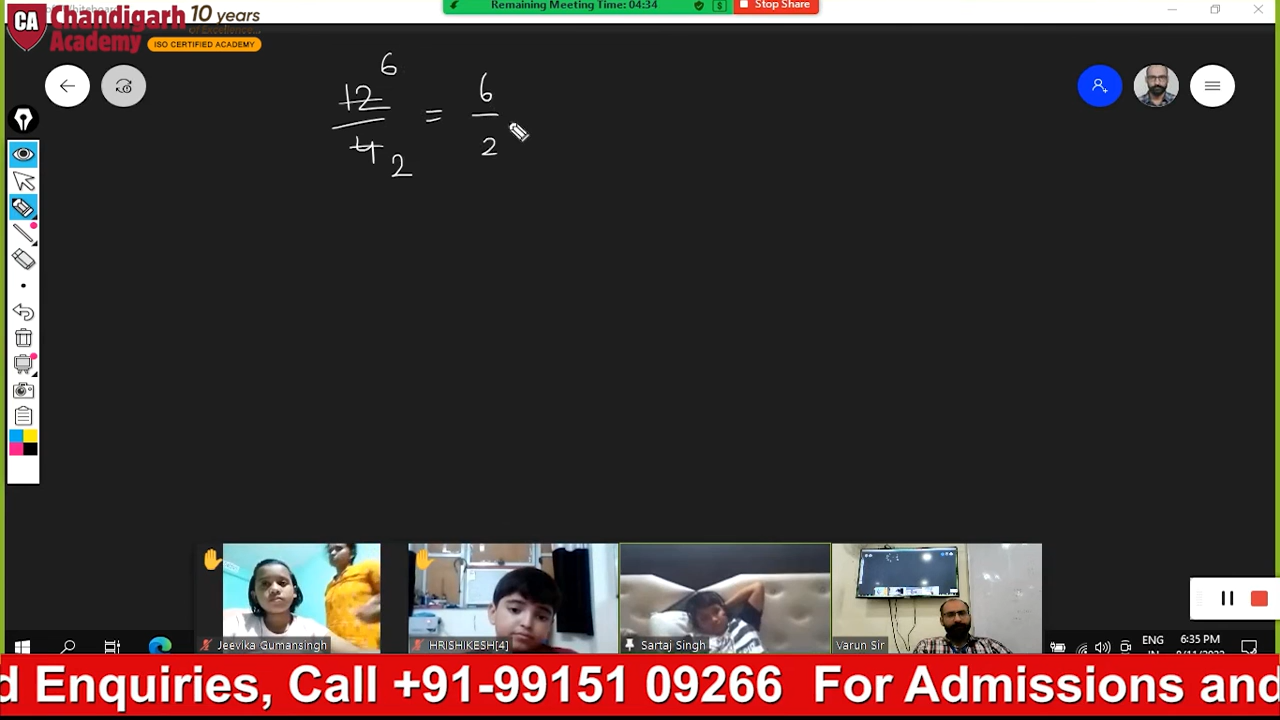 CA Chandigarh Academy
10 years
of Excellence...
ISO CERTIFIED ACADEMY
Remaining Meeting Time: 04:34
Stop Share
6
12/4 = 6/2
2
Jeevika Gumansingh
HRISHIKESH[4]
Sartaj Singh
Varun Sir
ENG
6:35 PM
IN
d Enquiries, Call +91-99151 09266 For Admissions and